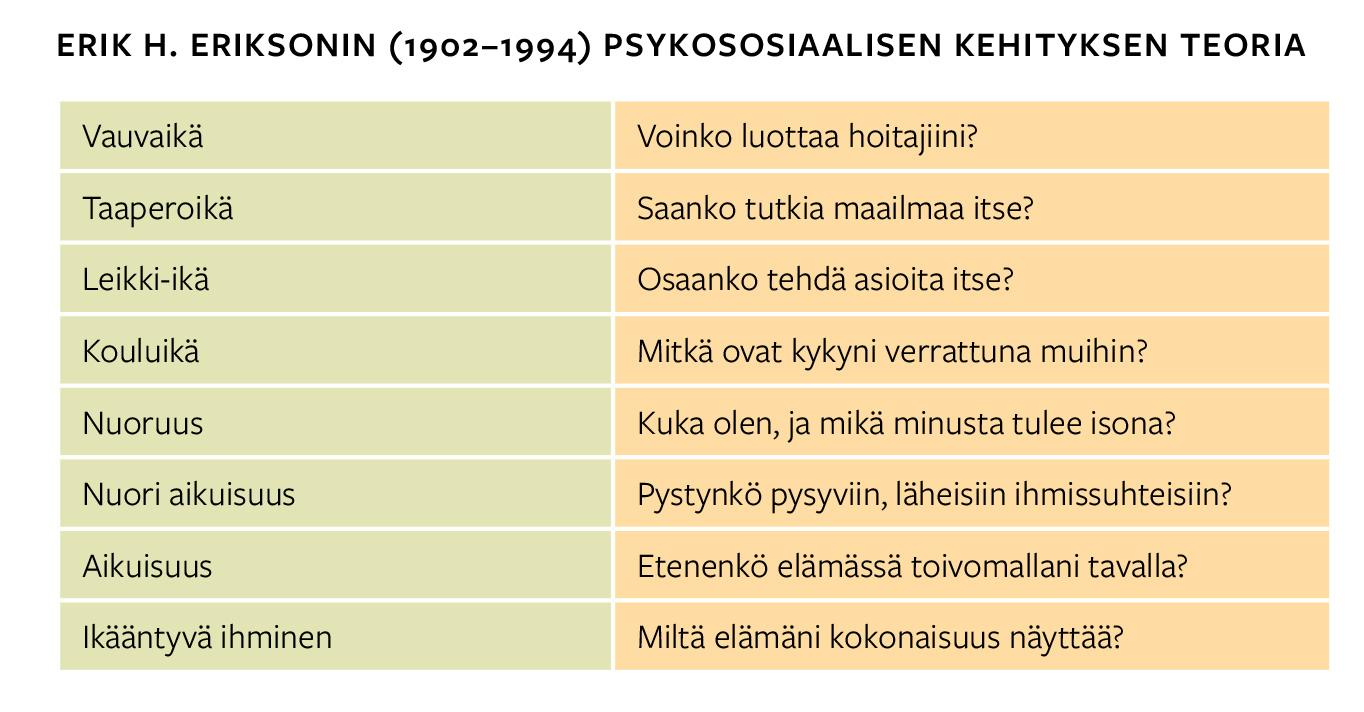 ERIK H. ERIKSONIN (1902–1994) PSYKOSOSIAALISEN KEHITYKSEN TEORIA
Vauvaikä Voinko luottaa hoitajiini?
Taaperoikä Saanko tutkia maailmaa itse?
Leikki-ikä Osaanko tehdä asioita itse?
Kouluikä Mitkä ovat kykyni verrattuna muihin?
Nuoruus Kuka olen, ja mikä minusta tulee isona?
Nuori aikuisuus Pystynkö pysyviin, läheisiin ihmissuhteisiin?
Aikuisuus Etenenkö elämässä toivomallani tavalla?
Ikääntyvä ihminen Miltä elämäni kokonaisuus näyttää?